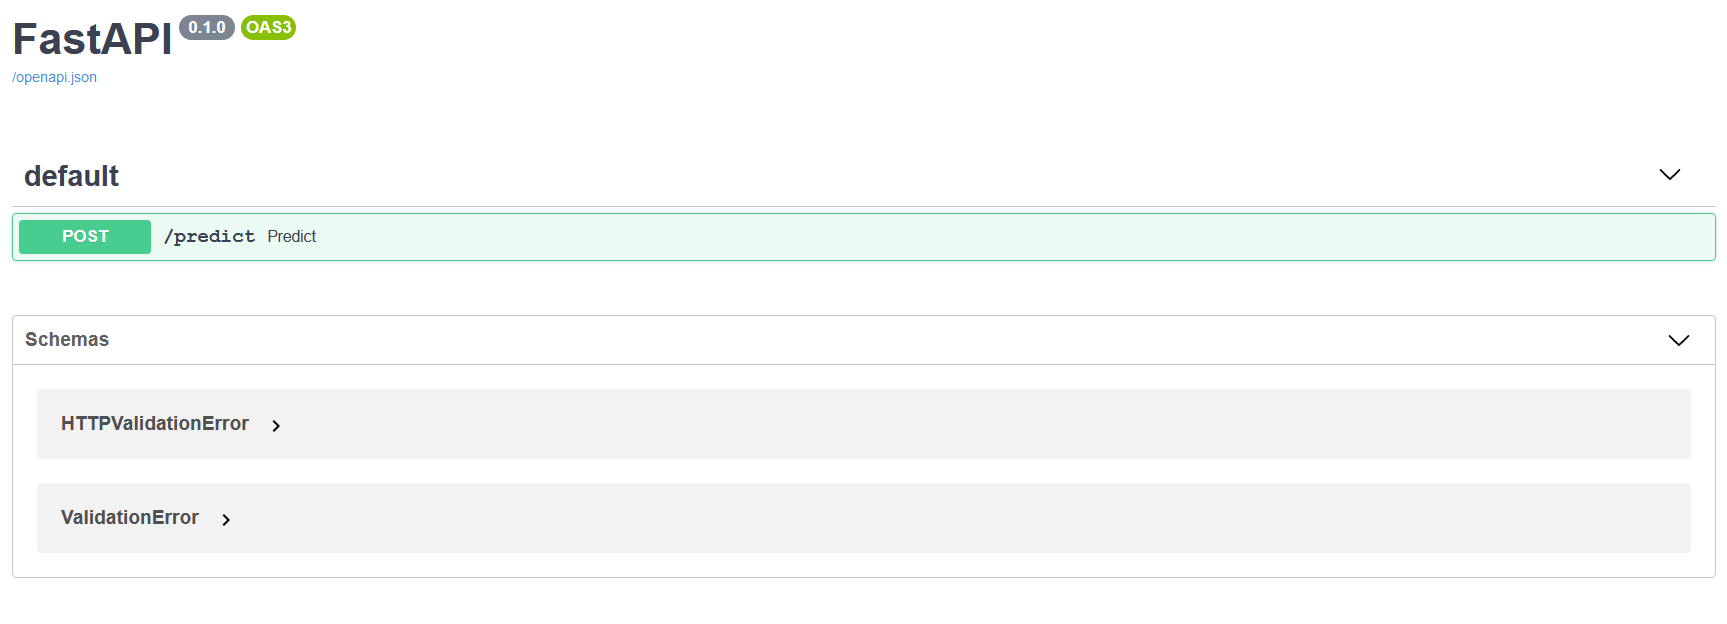 FastAPI 0.1.0 OAS3
/openapi.json
default
POST /predict Predict
Schemas
HTTPValidationError
ValidationError